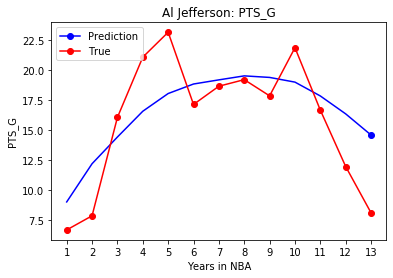 Al Jefferson: PTS_G
Prediction
True
22.5
20.0
17.5
15.0
12.5
10.0
7.5
PTS_G
1 2 3 4 5 6 7 8 9 10 11 12 13
Years in NBA